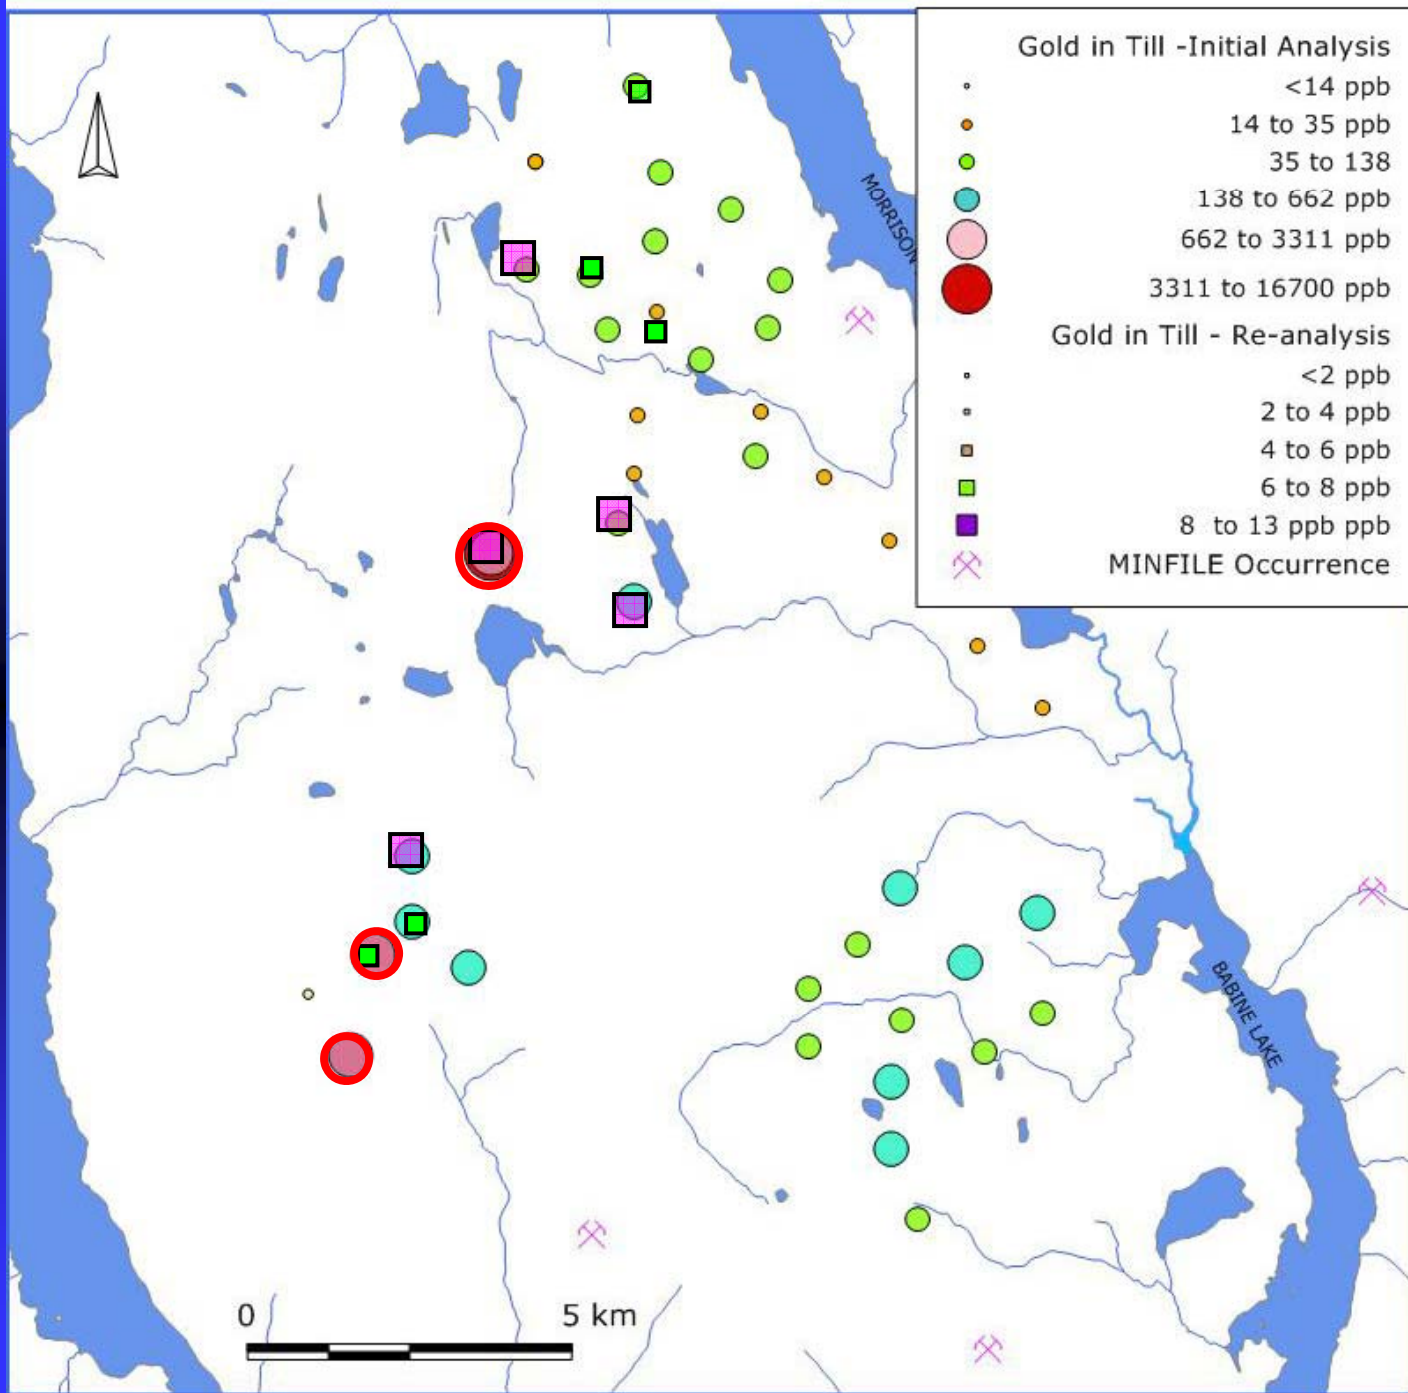 Gold in Till -Initial Analysis
<14 ppb
14 to 35 ppb
35 to 138
138 to 662 ppb
662 to 3311 ppb
3311 to 16700 ppb
Gold in Till - Re-analysis
<2 ppb
2 to 4 ppb
4 to 6 ppb
6 to 8 ppb
8 to 13 ppb ppb
MINFILE Occurrence
MORRISON
BABINE LAKE
0 5 km